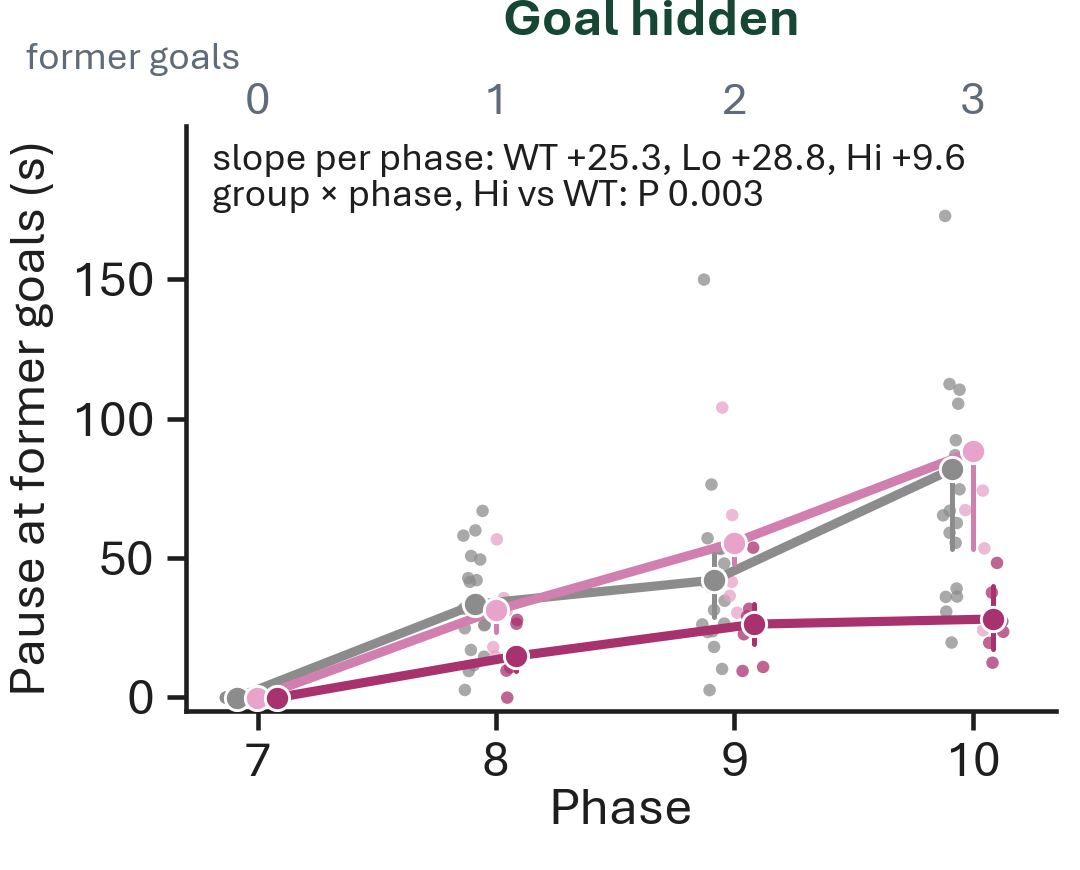 Goal hidden
former goals
0 1 2 3
slope per phase: WT +25.3, Lo +28.8, Hi +9.6
group × phase, Hi vs WT: P 0.003
Pause at former goals (s)
150
100
50
0
7 8 9 10
Phase